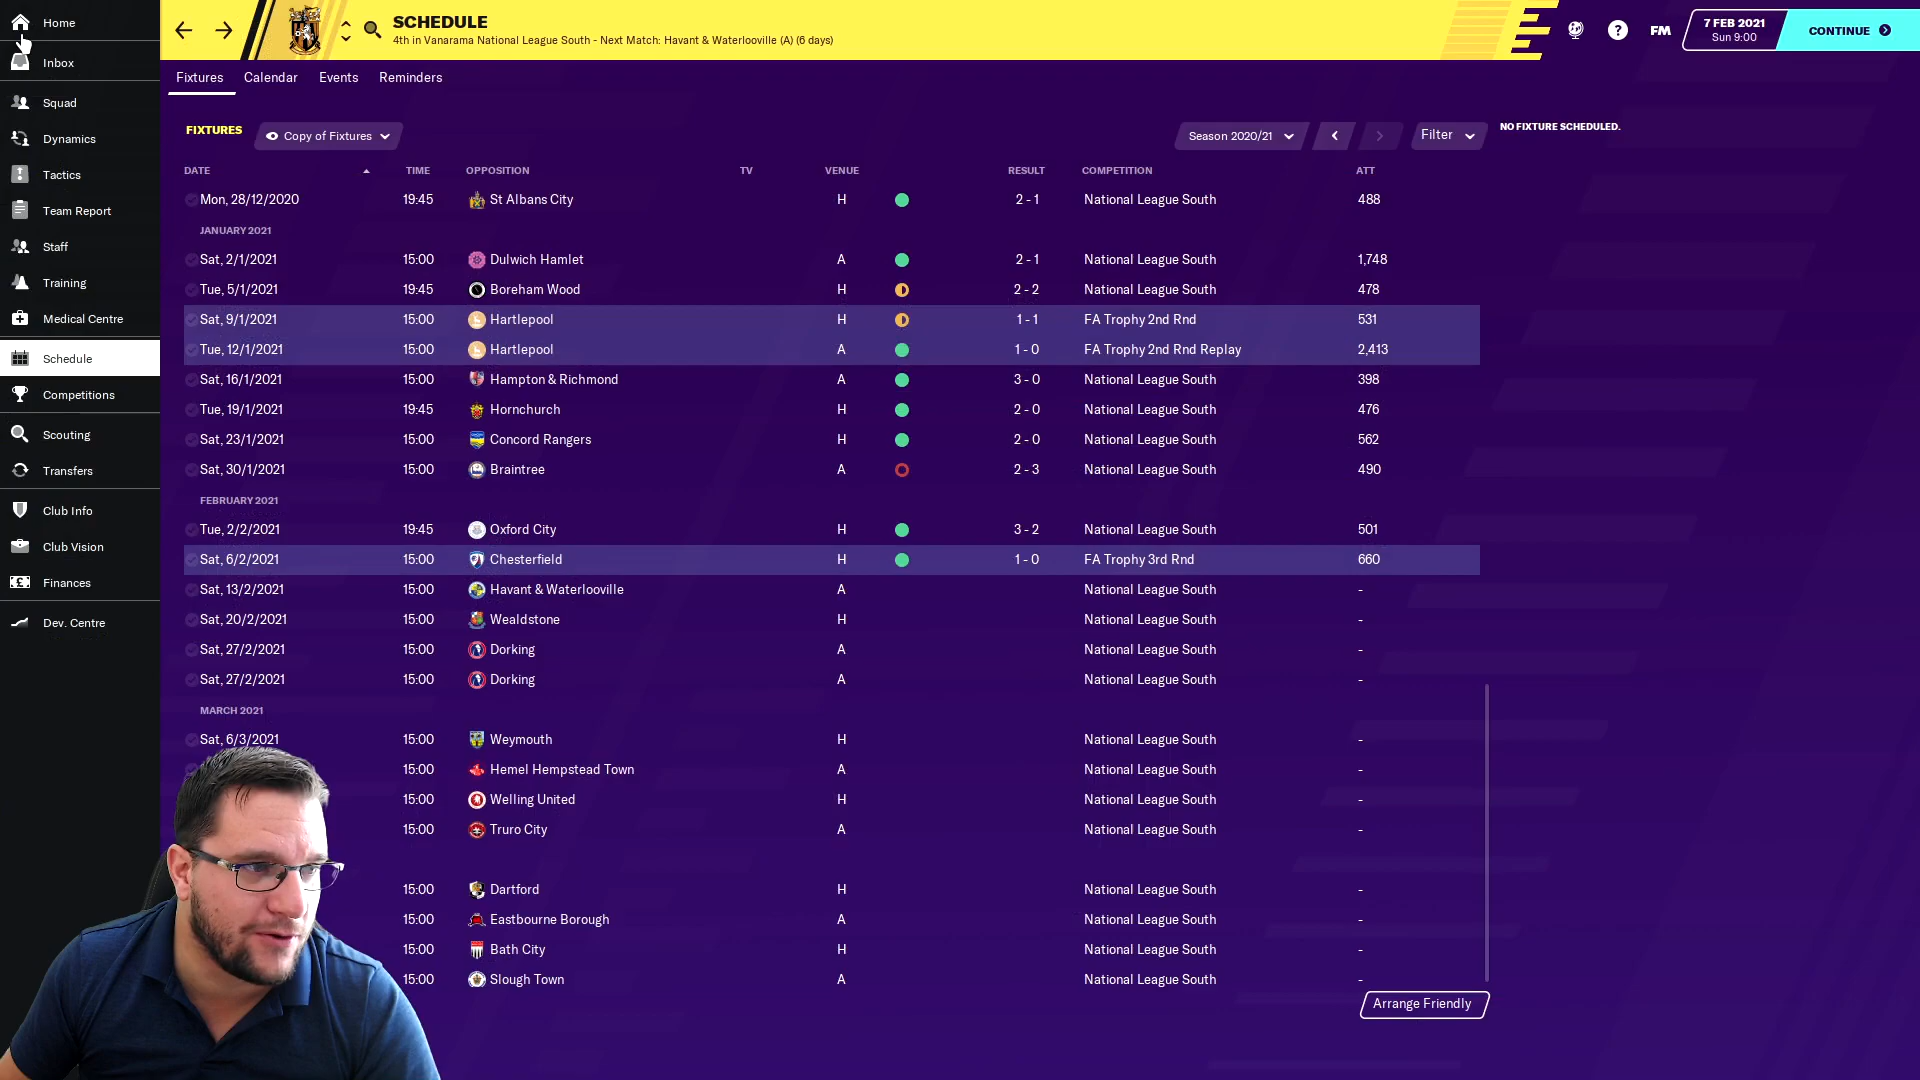 Home
Inbox
Squad
Dynamics
Tactics
Team Report
Staff
Training
Medical Centre
Schedule
Competitions
Scouting
Transfers
Club Info
Club Vision
Finances
Dev. Centre
SCHEDULE
4th in Vanarama National League South - Next Match: Havant & Waterlooville (A) (6 days)
? FM 7 FEB 2021 Sun 9:00 CONTINUE
Fixtures Calendar Events Reminders
FIXTURES Copy of Fixtures Season 2020/21 Filter NO FIXTURE SCHEDULED.
DATE TIME OPPOSITION TV VENUE RESULT COMPETITION ATT
Mon, 28/12/2020 19:45 St Albans City H 2 - 1 National League South 488
JANUARY 2021
Sat, 2/1/2021 15:00 Dulwich Hamlet A 2 - 1 National League South 1,748
Tue, 5/1/2021 19:45 Boreham Wood H 2 - 2 National League South 478
Sat, 9/1/2021 15:00 Hartlepool H 1 - 1 FA Trophy 2nd Rnd 531
Tue, 12/1/2021 15:00 Hartlepool A 1 - 0 FA Trophy 2nd Rnd Replay 2,413
Sat, 16/1/2021 15:00 Hampton & Richmond A 3 - 0 National League South 398
Tue, 19/1/2021 19:45 Hornchurch H 2 - 0 National League South 476
Sat, 23/1/2021 15:00 Concord Rangers H 2 - 0 National League South 562
Sat, 30/1/2021 15:00 Braintree A 2 - 3 National League South 490
FEBRUARY 2021
Tue, 2/2/2021 19:45 Oxford City H 3 - 2 National League South 501
Sat, 6/2/2021 15:00 Chesterfield H 1 - 0 FA Trophy 3rd Rnd 660
Sat, 13/2/2021 15:00 Havant & Waterlooville A National League South -
Sat, 20/2/2021 15:00 Wealdstone H National League South -
Sat, 27/2/2021 15:00 Dorking A National League South -
Sat, 27/2/2021 15:00 Dorking A National League South -
MARCH 2021
Sat, 6/3/2021 15:00 Weymouth H National League South -
15:00 Hemel Hempstead Town A National League South -
15:00 Welling United H National League South -
15:00 Truro City A National League South -
15:00 Dartford H National League South -
15:00 Eastbourne Borough A National League South -
15:00 Bath City H National League South -
15:00 Slough Town A National League South -
Arrange Friendly